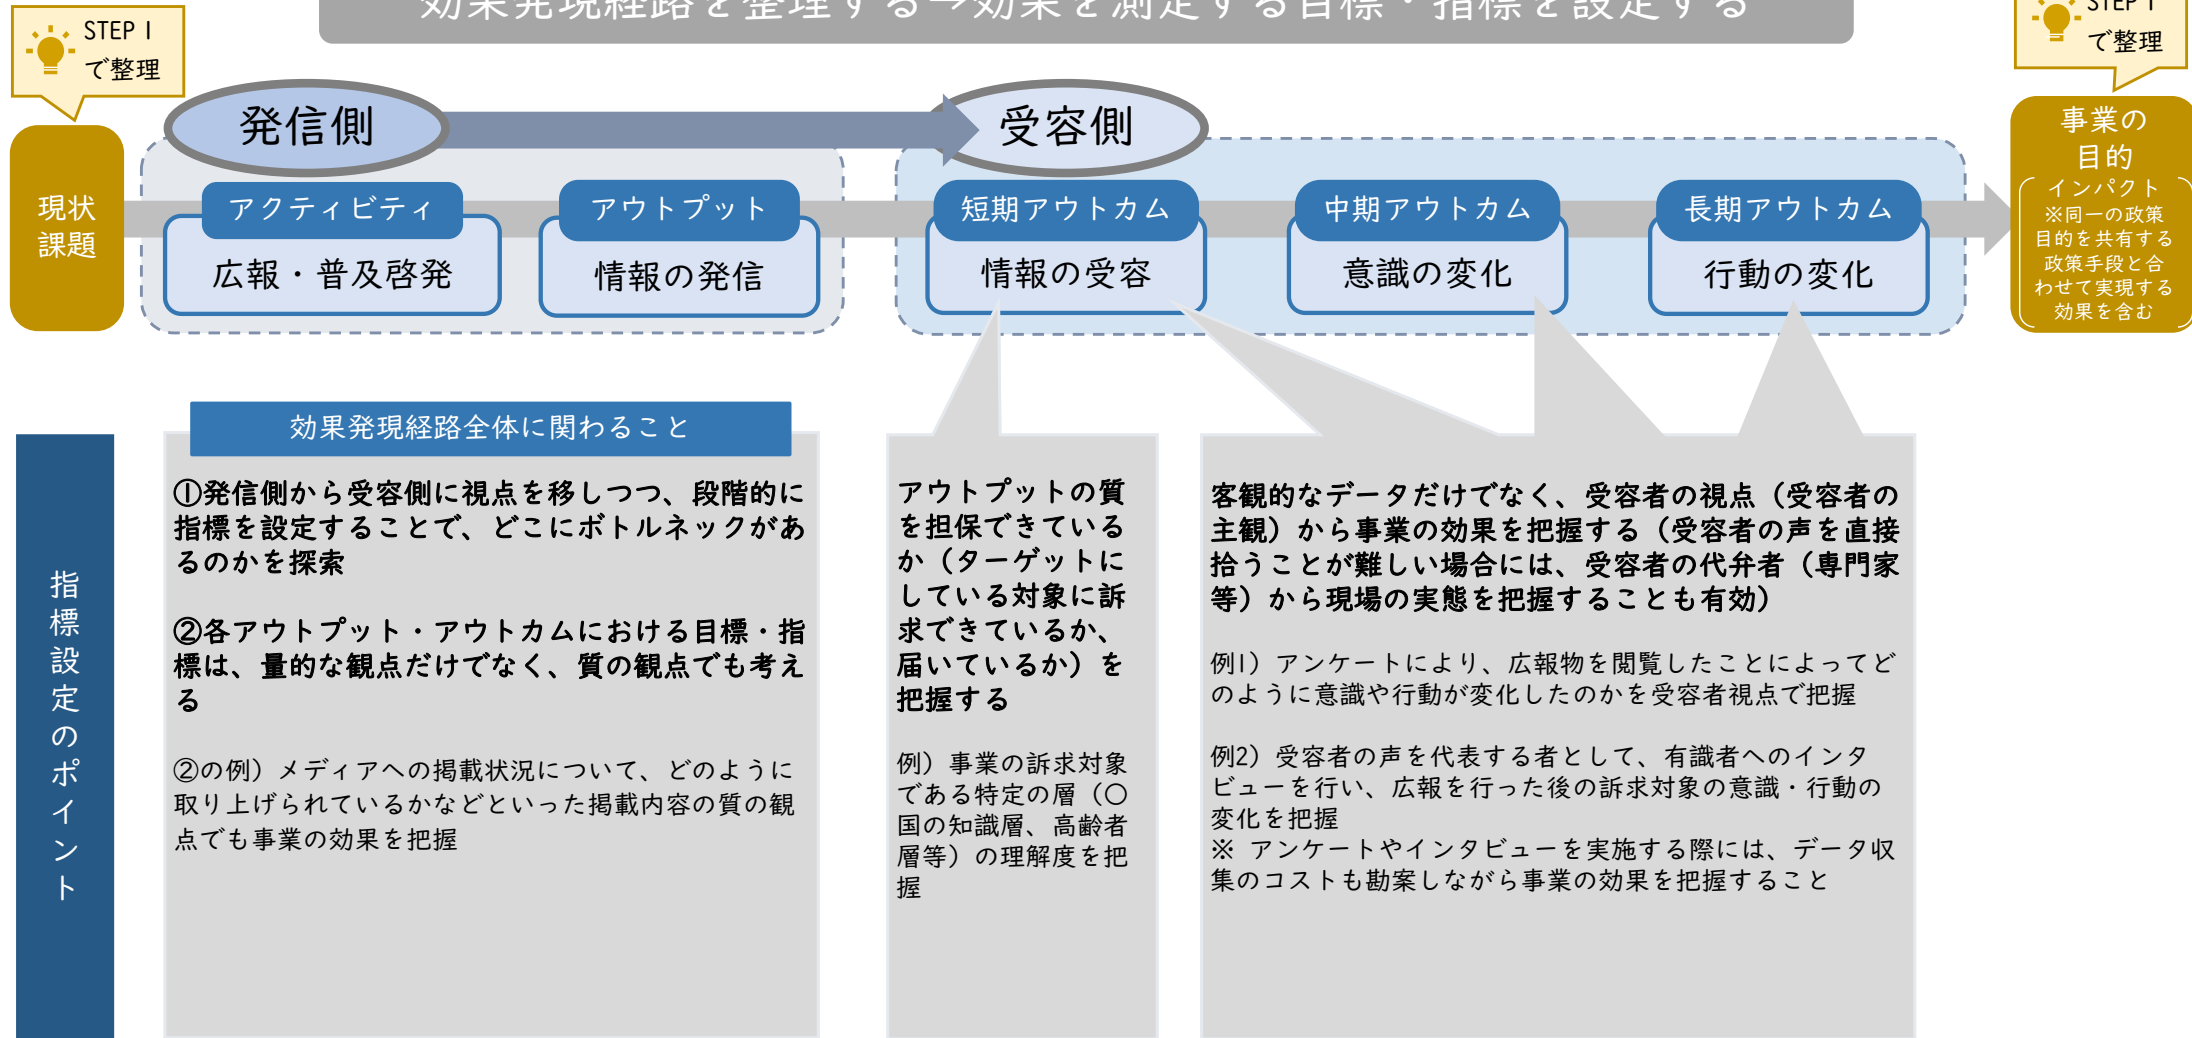 効果発現経路を整理する→効果を測定する目標・指標を設定する
STEP 1
で整理
STEP 1
で整理
発信側
受容側
現状
課題
アクティビティ
広報・普及啓発
アウトプット
情報の発信
短期アウトカム
情報の受容
中期アウトカム
意識の変化
長期アウトカム
行動の変化
事業の
目的
インパクト
※同一の政策
目的を共有する
政策手段と合
わせて実現する
効果を含む
指標設定のポイント
効果発現経路全体に関わること
①発信側から受容側に視点を移しつつ、段階的に
指標を設定することで、どこにボトルネックがあ
るのかを探索
②各アウトプット・アウトカムにおける目標・指
標は、量的な観点だけでなく、質の観点でも考え
る
②の例）メディアへの掲載状況について、どのように
取り上げられているかなどといった掲載内容の質の観
点でも事業の効果を把握
アウトプットの質
を担保できている
か（ターゲットに
している対象に訴
求できているか、
届いているか）を
把握する
例）事業の訴求対象
である特定の層（〇
国の知識層、高齢者
層等）の理解度を把
握
客観的なデータだけでなく、受容者の視点（受容者の
主観）から事業の効果を把握する（受容者の声を直接
拾うことが難しい場合には、受容者の代弁者（専門家
等）から現場の実態を把握することも有効）
例1）アンケートにより、広報物を閲覧したことによってど
のように意識や行動が変化したのかを受容者視点で把握
例2）受容者の声を代表する者として、有識者へのインタ
ビューを行い、広報を行った後の訴求対象の意識・行動の
変化を把握
※ アンケートやインタビューを実施する際には、データ収
集のコストも勘案しながら事業の効果を把握すること